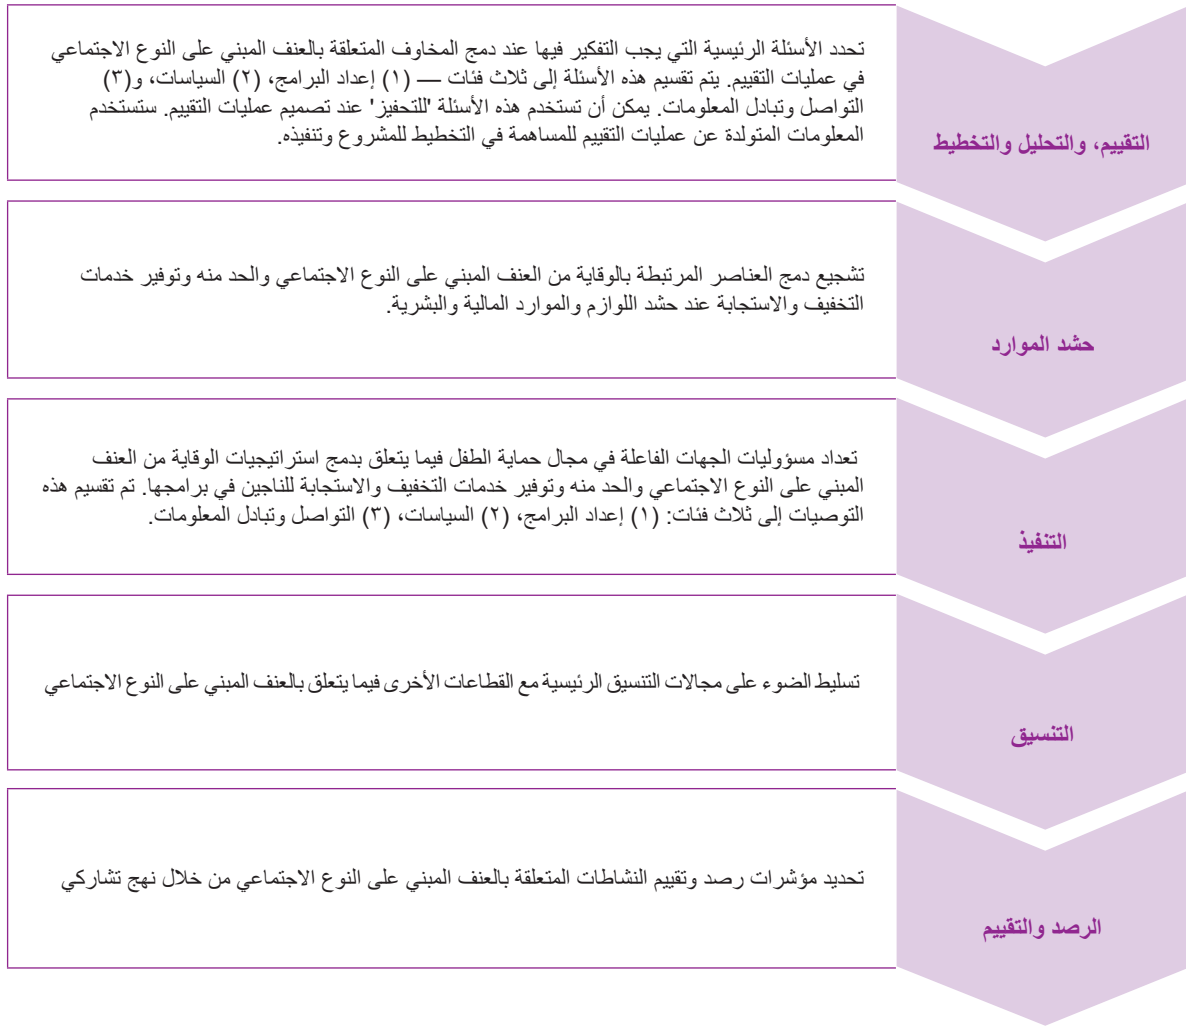 التقييم، والتحليل والتخطيط
تحدد الأسئلة الرئيسية التي يجب التفكير فيها عند دمج المخاوف المتعلقة بالعنف المبني على النوع الاجتماعي
في عمليات التقييم. يتم تقسيم هذه الأسئلة إلى ثلاث فئات — (١) إعداد البرامج، (٢) السياسات، و(٣)
التواصل وتبادل المعلومات. يمكن أن تستخدم هذه الأسئلة 'للتحفيز' عند تصميم عمليات التقييم. ستستخدم
المعلومات المتولدة عن عمليات التقييم للمساهمة في التخطيط للمشروع وتنفيذه.
حشد الموارد
تشجيع دمج العناصر المرتبطة بالوقاية من العنف المبني على النوع الاجتماعي والحد منه وتوفير خدمات
التخفيف والاستجابة عند حشد اللوازم والموارد المالية والبشرية.
التنفيذ
تعداد مسؤوليات الجهات الفاعلة في مجال حماية الطفل فيما يتعلق بدمج استراتيجيات الوقاية من العنف
المبني على النوع الاجتماعي والحد منه وتوفير خدمات التخفيف والاستجابة للناجين في برامجها. تم تقسيم هذه
التوصيات إلى ثلاث فئات: (١) إعداد البرامج، (٢) السياسات، (٣) التواصل وتبادل المعلومات.
التنسيق
تسليط الضوء على مجالات التنسيق الرئيسية مع القطاعات الأخرى فيما يتعلق بالعنف المبني على النوع الاجتماعي
الرصد والتقييم
تحديد مؤشرات رصد وتقييم النشاطات المتعلقة بالعنف المبني على النوع الاجتماعي من خلال نهج تشاركي